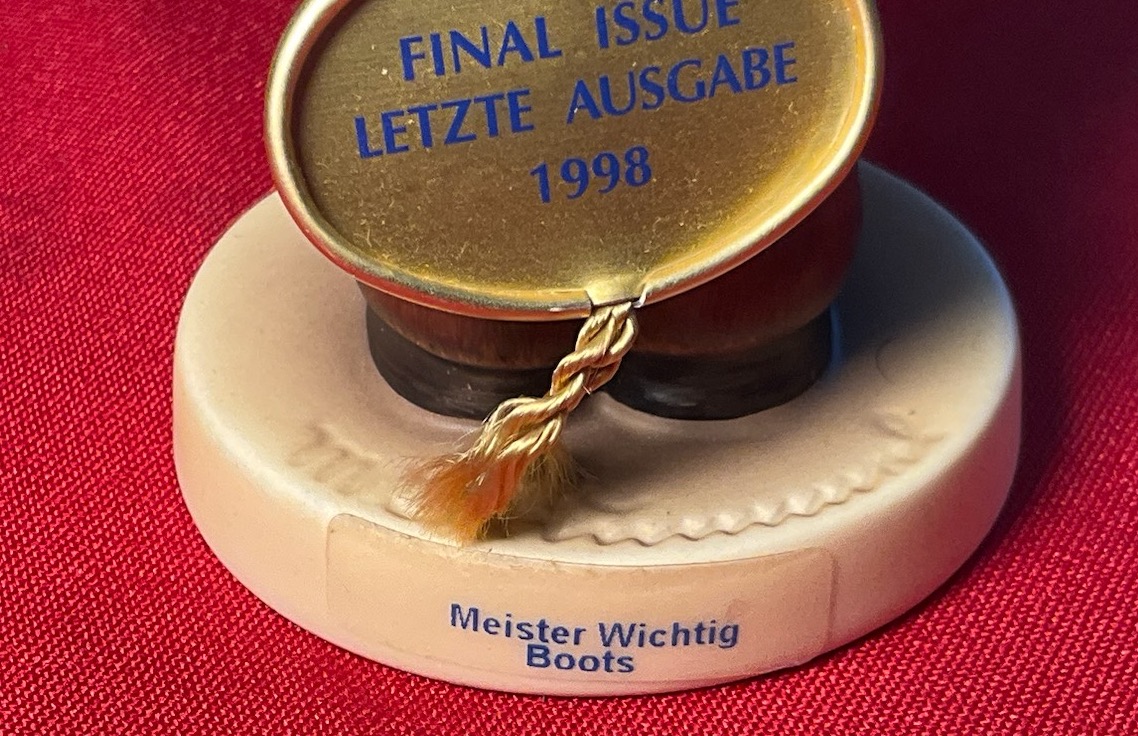 FINAL ISSUE
LETZTE AUSGABE
1998
Meister Wichtig
Boots